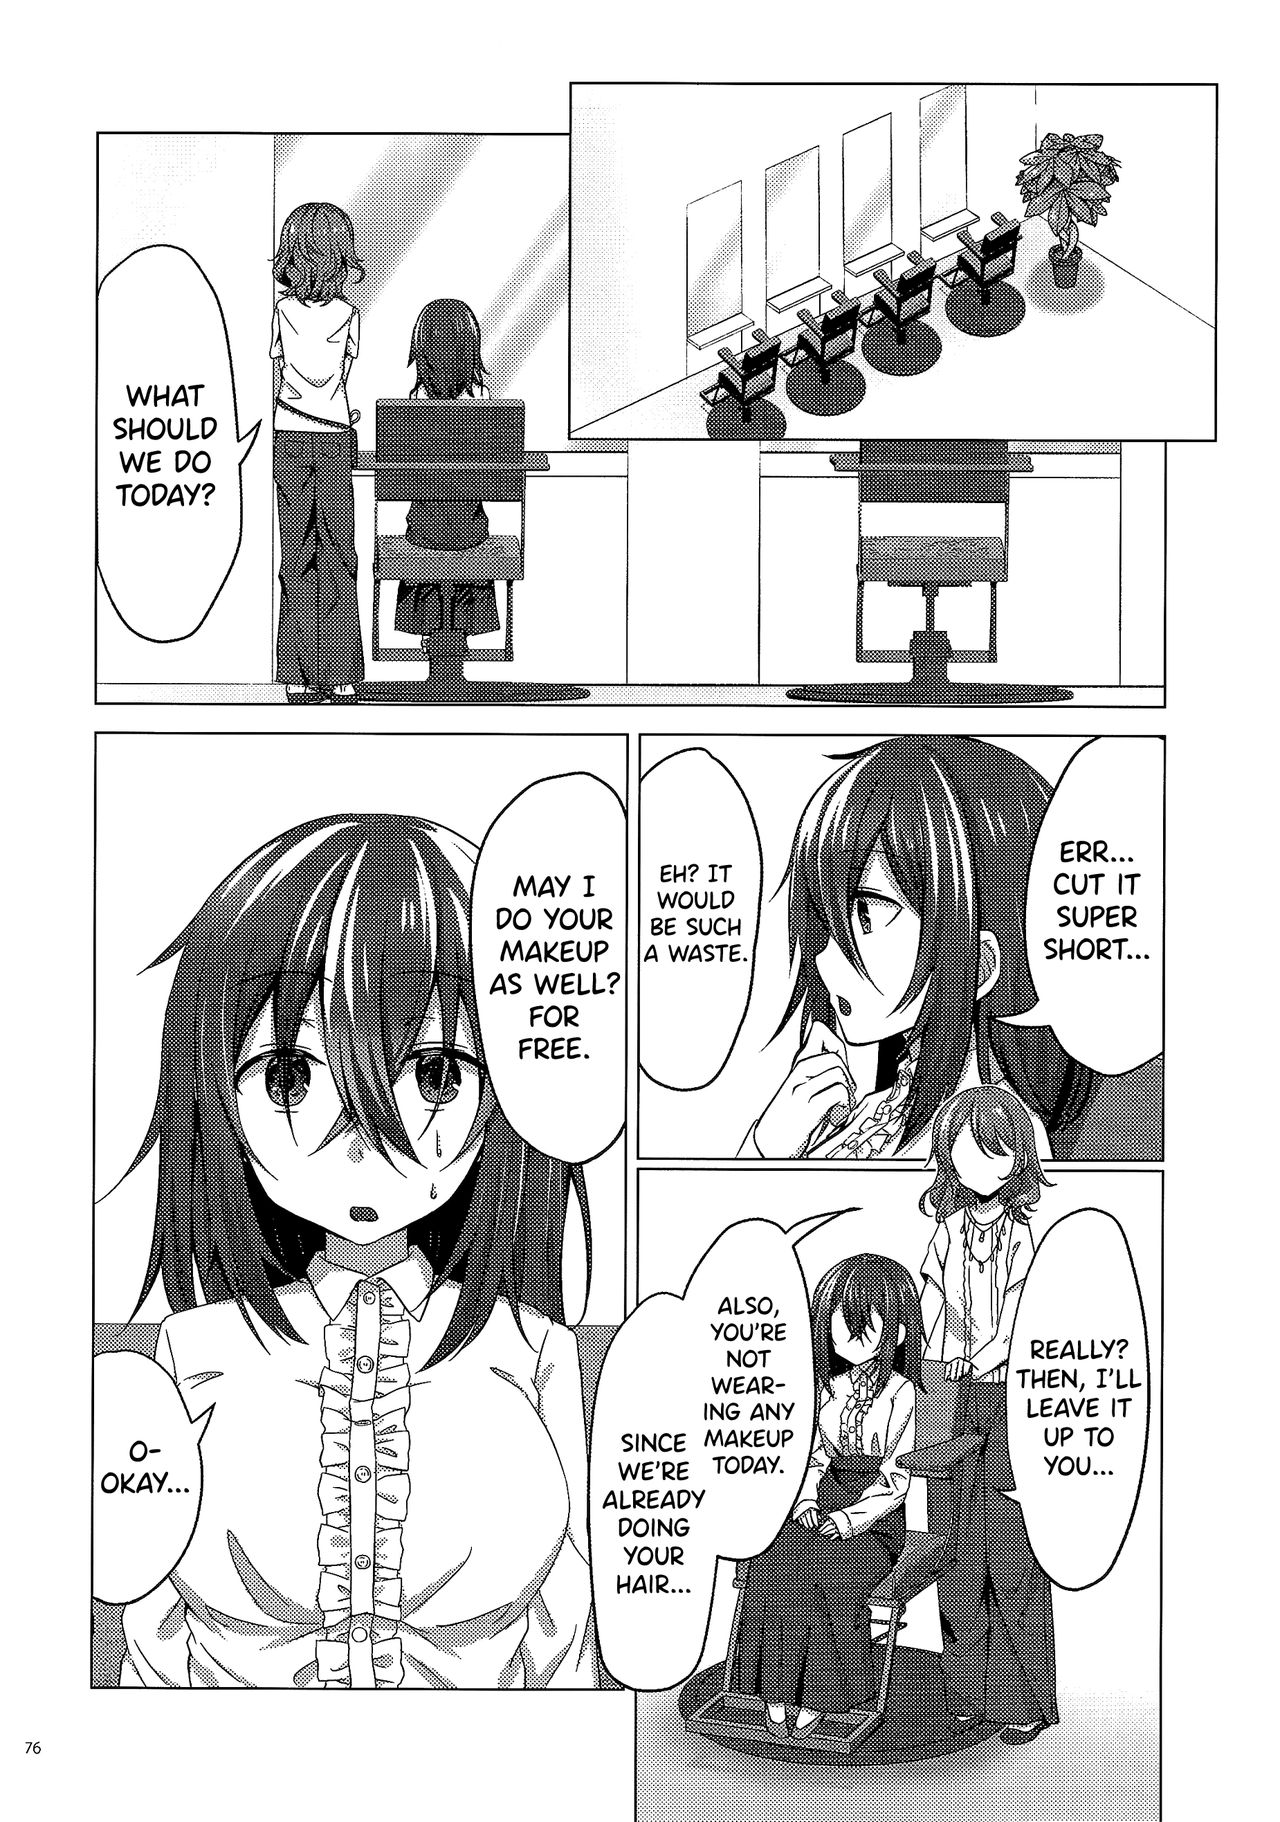 WHAT
SHOULD
WE DO
TODAY?
ERR...
CUT IT
SUPER
SHORT...
EH? IT
WOULD
BE SUCH
A WASTE.
REALLY?
THEN, I'LL
LEAVE IT
UP TO
YOU...
ALSO,
YOU'RE
NOT
WEAR-
ING ANY
MAKEUP
TODAY.
SINCE
WE'RE
ALREADY
DOING
YOUR
HAIR...
MAY I
DO YOUR
MAKEUP
AS WELL?
FOR
FREE.
O-
OKAY...
76